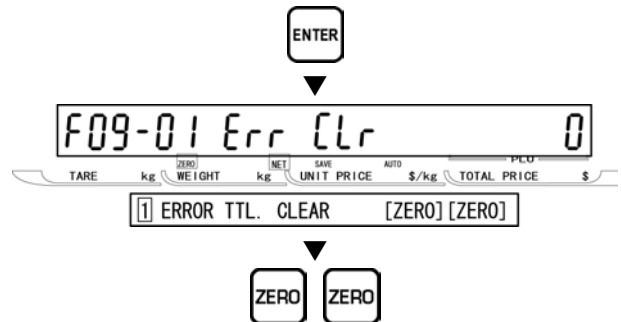 ENTER
F09-01 Err CLr 0
ZERO NET SAVE AUTO PLU
TARE kg WEIGHT kg UNIT PRICE $/kg TOTAL PRICE $
1 ERROR TTL. CLEAR [ZERO][ZERO]
ZERO ZERO